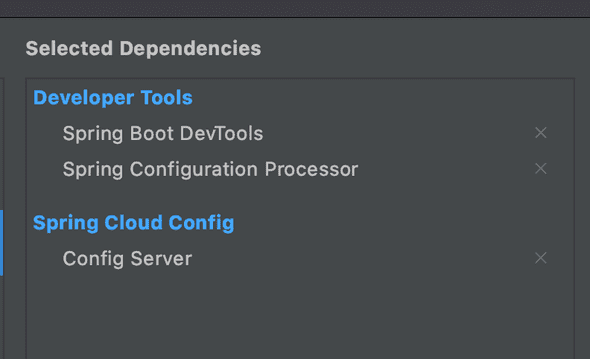 Selected Dependencies
Developer Tools
Spring Boot DevTools
Spring Configuration Processor
Spring Cloud Config
Config Server